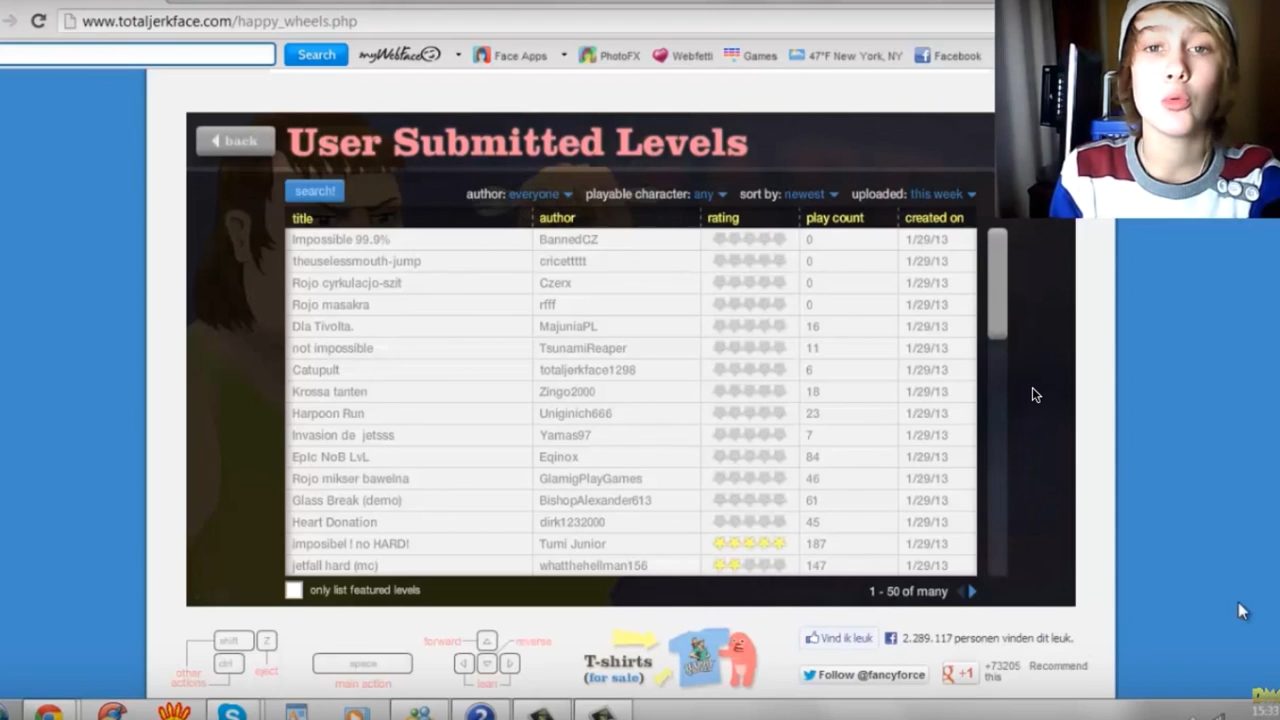 www.totaljerkface.com/happy_wheels.php
Search myWebface Face Apps PhotoFX Webfetti Games 47°F New York, NY Facebook
back User Submitted Levels
search! author: everyone playable character: any sort by: newest uploaded: this week
title author rating play count created on
Impossible 99.9% BannedCZ 0 1/29/13
theuselessmouth-jump cricettttt 0 1/29/13
Rojo cyrkulacjo-szit Czerx 0 1/29/13
Rojo masakra rfff 0 1/29/13
Dla Tivolta. MajuniaPL 16 1/29/13
not impossible TsunamiReaper 11 1/29/13
Catupult totaljerkface1298 6 1/29/13
Krossa tanten Zingo2000 18 1/29/13
Harpoon Run Uniginich666 23 1/29/13
Invasion de jetsss Yamas97 7 1/29/13
EpIc NoB LvL Eqinox 84 1/29/13
Rojo mikser bawelna GlamigPlayGames 46 1/29/13
Glass Break (demo) BishopAlexander613 61 1/29/13
Heart Donation dirk1232000 45 1/29/13
imposibel ! no HARD! Tumi Junior 187 1/29/13
jetfall hard (mc) whatthehellman156 147 1/29/13
only list featured levels 1 - 50 of many
shift Z forward reverse
ctrl eject space lean
other actions main action
T-shirts
(for sale)
Vind ik leuk 2.289.117 personen vinden dit leuk.
Follow @fancyforce +1 +73205 Recommend this
15:33